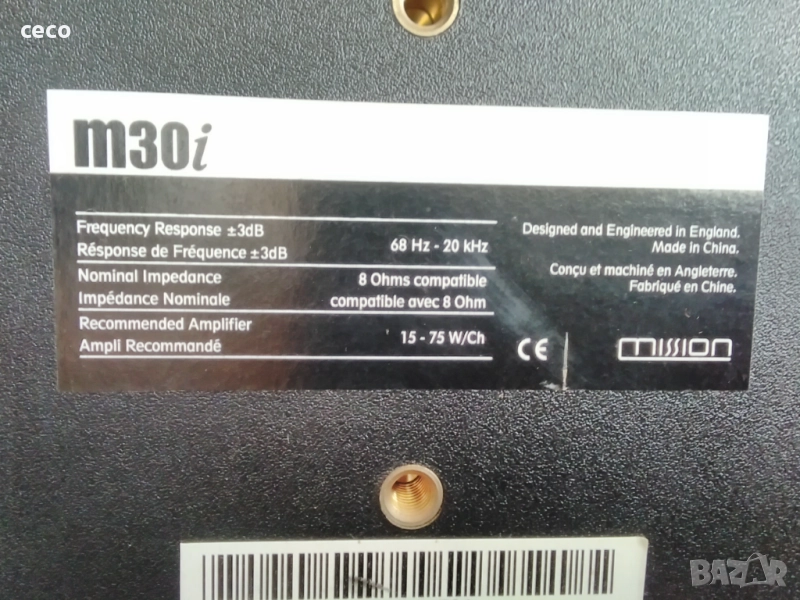 ceco
m30i
Frequency Response ±3dB
Résponse de Fréquence ±3dB
68 Hz - 20 kHz
Nominal Impedance
Impédance Nominale
8 Ohms compatible
compatible avec 8 Ohm
Recommended Amplifier
Ampli Recommandé
15 - 75 W/Ch
Designed and Engineered in England.
Made in China.
Conçu et machiné en Angleterre.
Fabriqué en Chine.
CE
mission
BAZAR